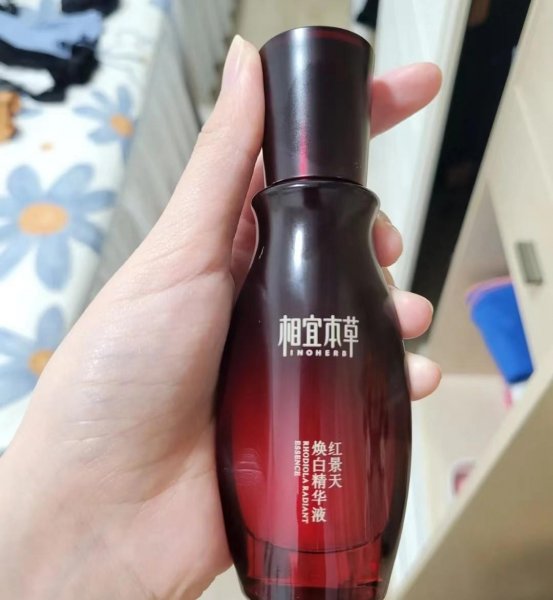 相宜本草
INOHERB
红景天
焕白精华液
RHODIOLA RADIANT
ESSENCE